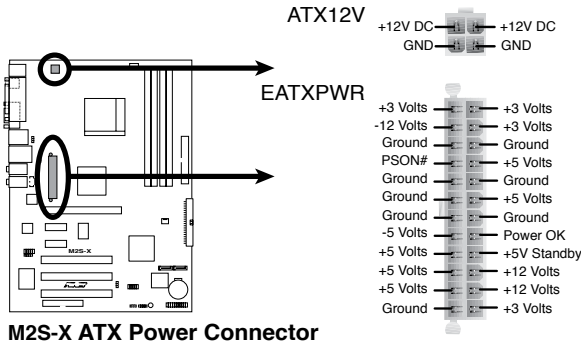 ATX12V
+12V DC +12V DC
GND GND
EATXPWR
+3 Volts +3 Volts
-12 Volts +3 Volts
Ground Ground
PSON# +5 Volts
Ground Ground
Ground +5 Volts
Ground Ground
-5 Volts Power OK
+5 Volts +5V Standby
+5 Volts +12 Volts
+5 Volts +12 Volts
Ground +3 Volts
M2S-X
M2S-X ATX Power Connector